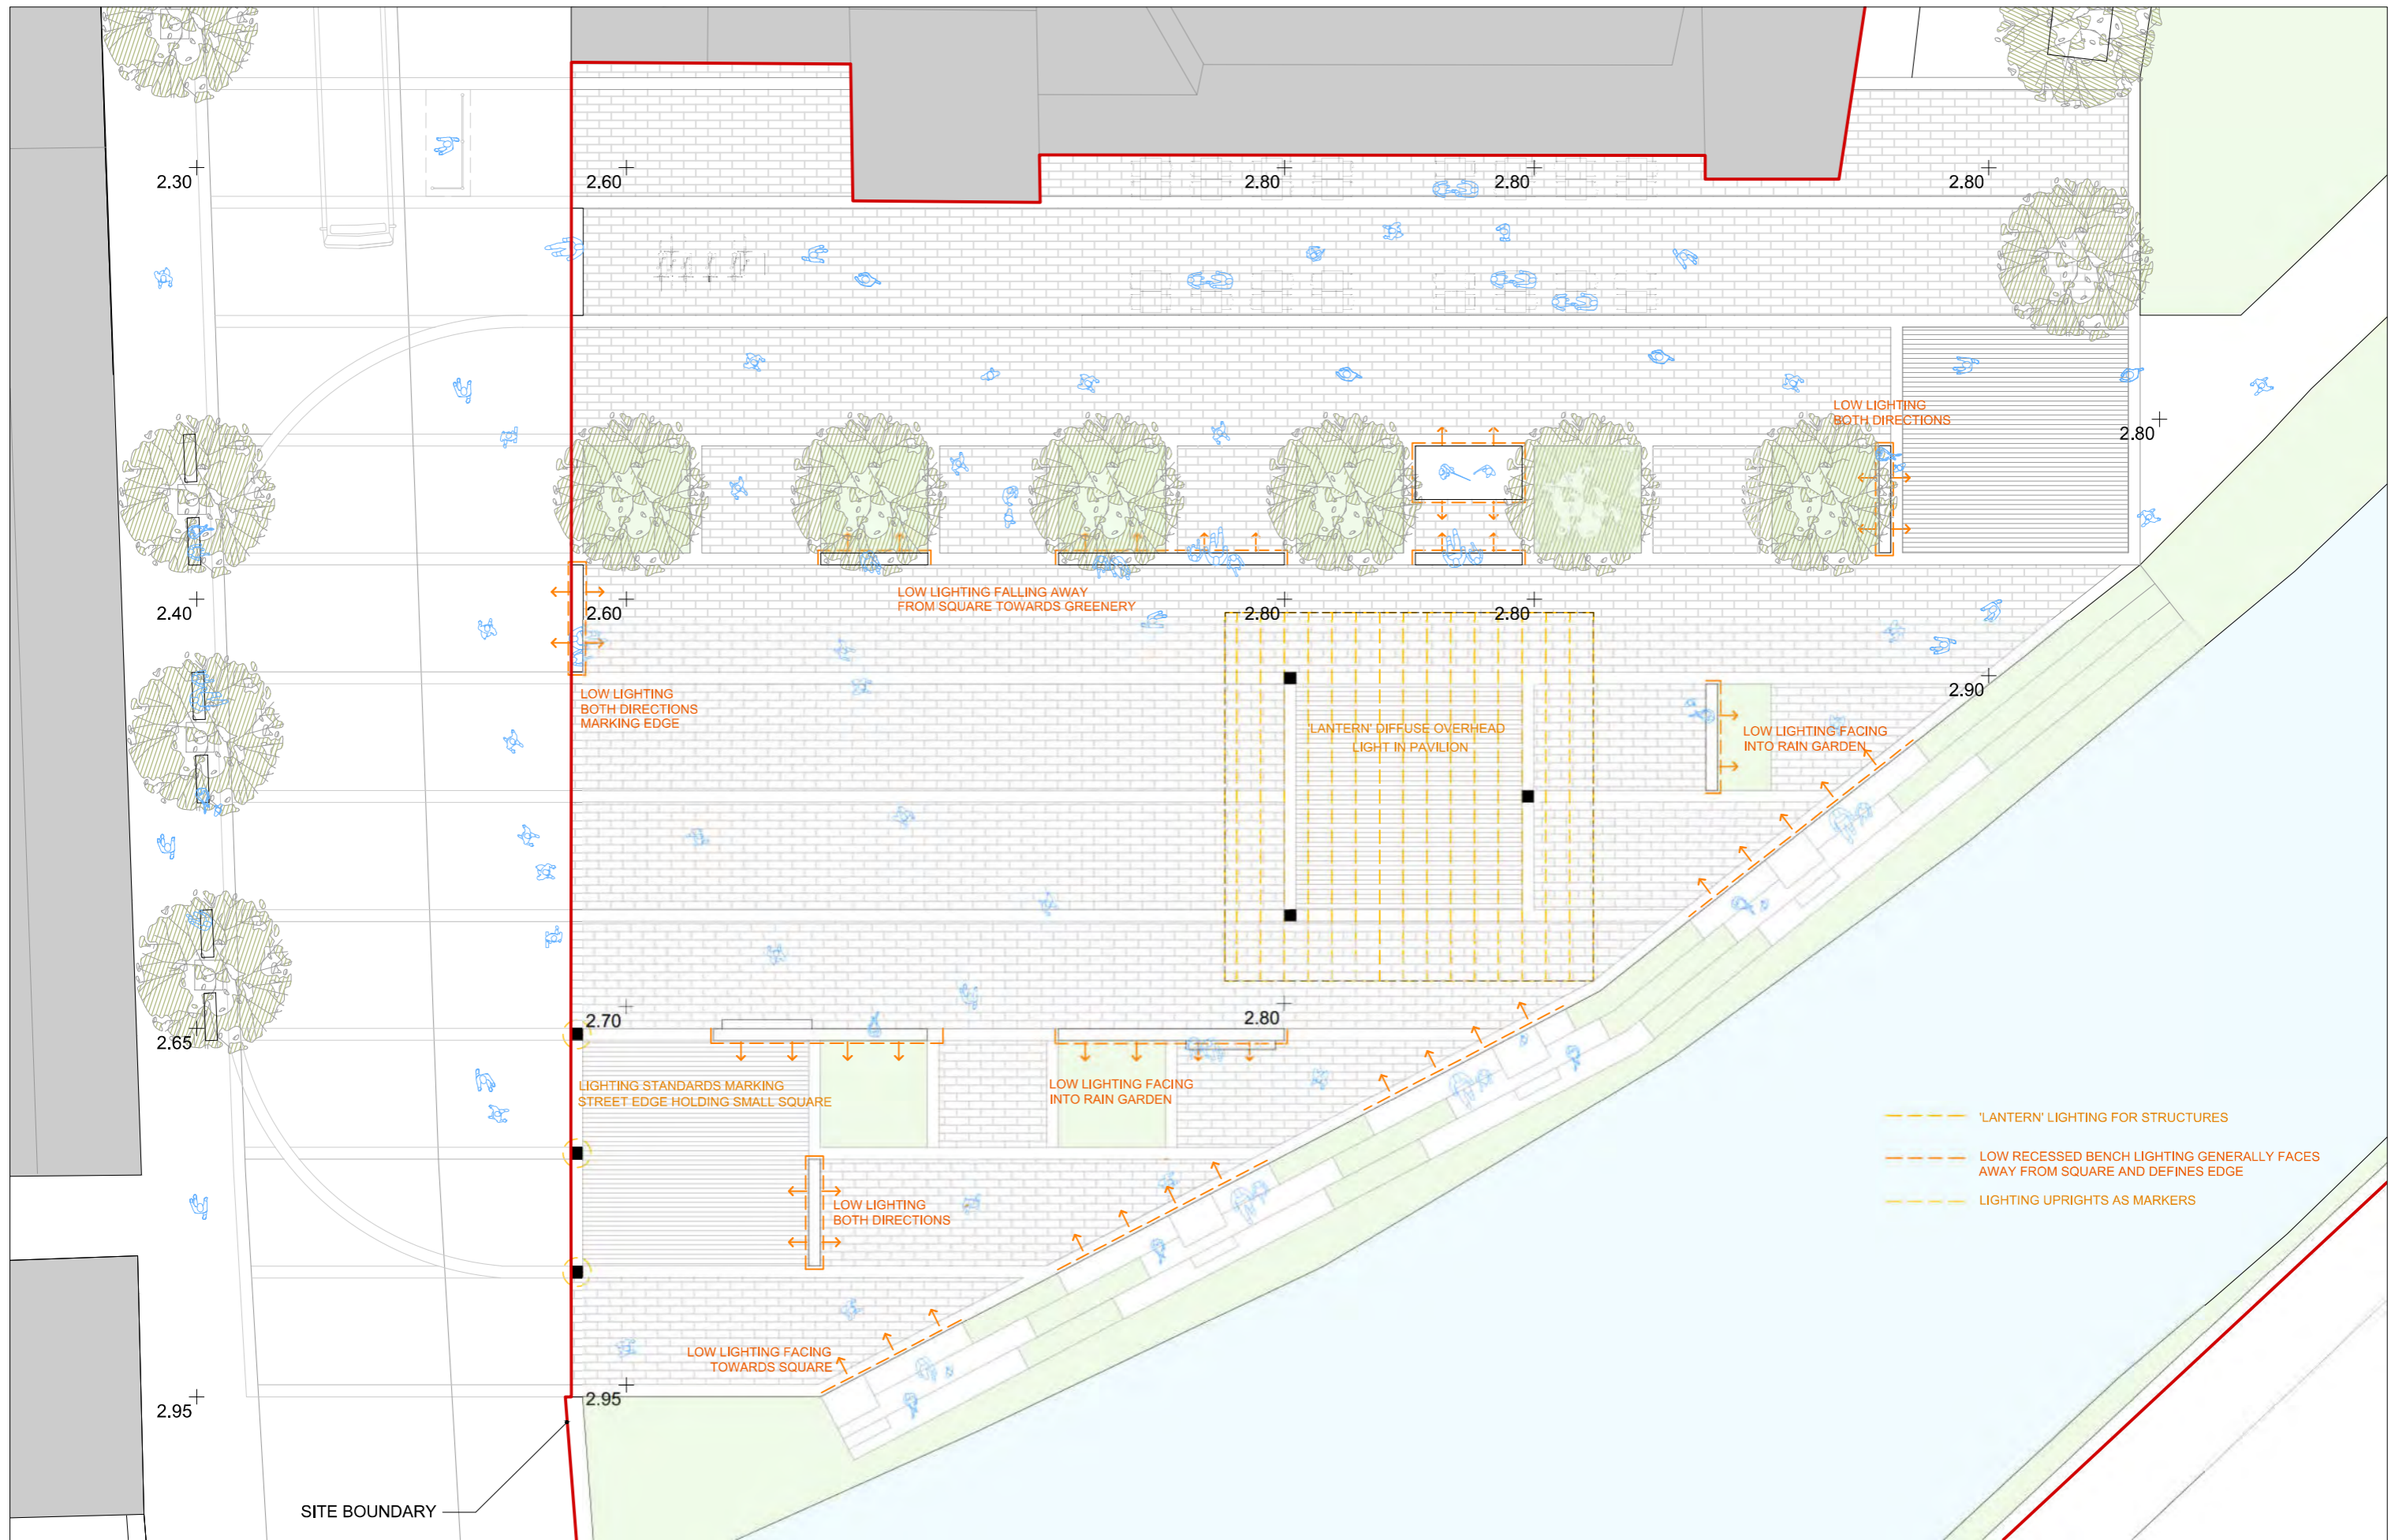 2.30
2.60
2.80
2.80
2.80
LOW LIGHTING
BOTH DIRECTIONS
2.80
LOW LIGHTING FALLING AWAY
FROM SQUARE TOWARDS GREENERY
2.40
2.60
2.80
2.80
LOW LIGHTING
BOTH DIRECTIONS
MARKING EDGE
2.90
'LANTERN' DIFFUSE OVERHEAD
LIGHT IN PAVILION
LOW LIGHTING FACING
INTO RAIN GARDEN
2.70
2.80
2.65
LIGHTING STANDARDS MARKING
STREET EDGE HOLDING SMALL SQUARE
LOW LIGHTING FACING
INTO RAIN GARDEN
'LANTERN' LIGHTING FOR STRUCTURES
LOW RECESSED BENCH LIGHTING GENERALLY FACES
AWAY FROM SQUARE AND DEFINES EDGE
LIGHTING UPRIGHTS AS MARKERS
LOW LIGHTING
BOTH DIRECTIONS
LOW LIGHTING FACING
TOWARDS SQUARE
2.95
2.95
SITE BOUNDARY